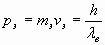 p₃ = m₃v₃ = h/λₑ